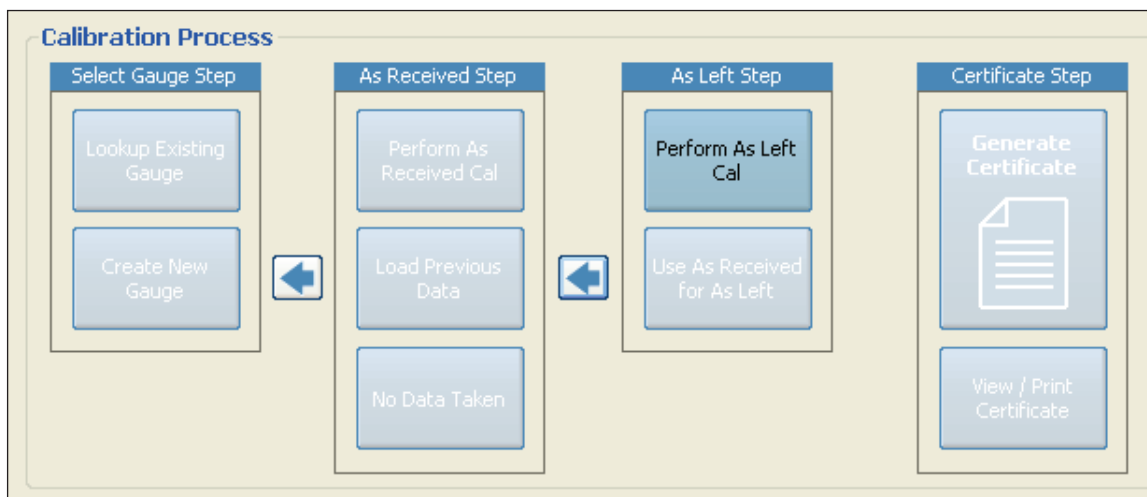 Calibration Process
Select Gauge Step
Lookup Existing
Gauge
Create New
Gauge
As Received Step
Perform As
Received Cal
Load Previous
Data
No Data Taken
As Left Step
Perform As Left
Cal
Use As Received
for As Left
Certificate Step
Generate
Certificate
View / Print
Certificate